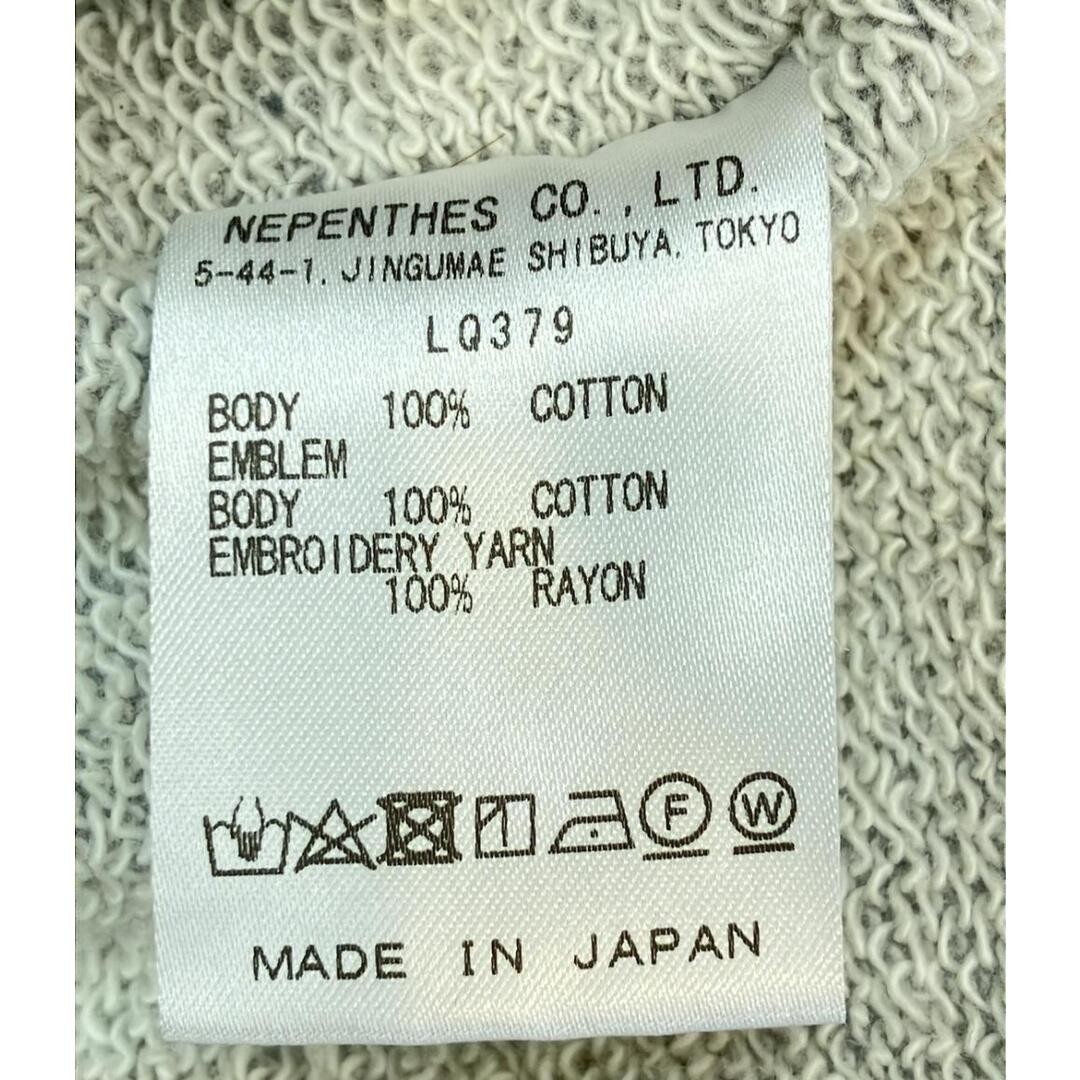 NEPENTHES CO., LTD.
5-44-1, JINGUMAE SHIBUYA, TOKYO
LQ379
BODY 100% COTTON
EMBLEM
BODY 100% COTTON
EMBROIDERY YARN
100% RAYON
F W
MADE IN JAPAN